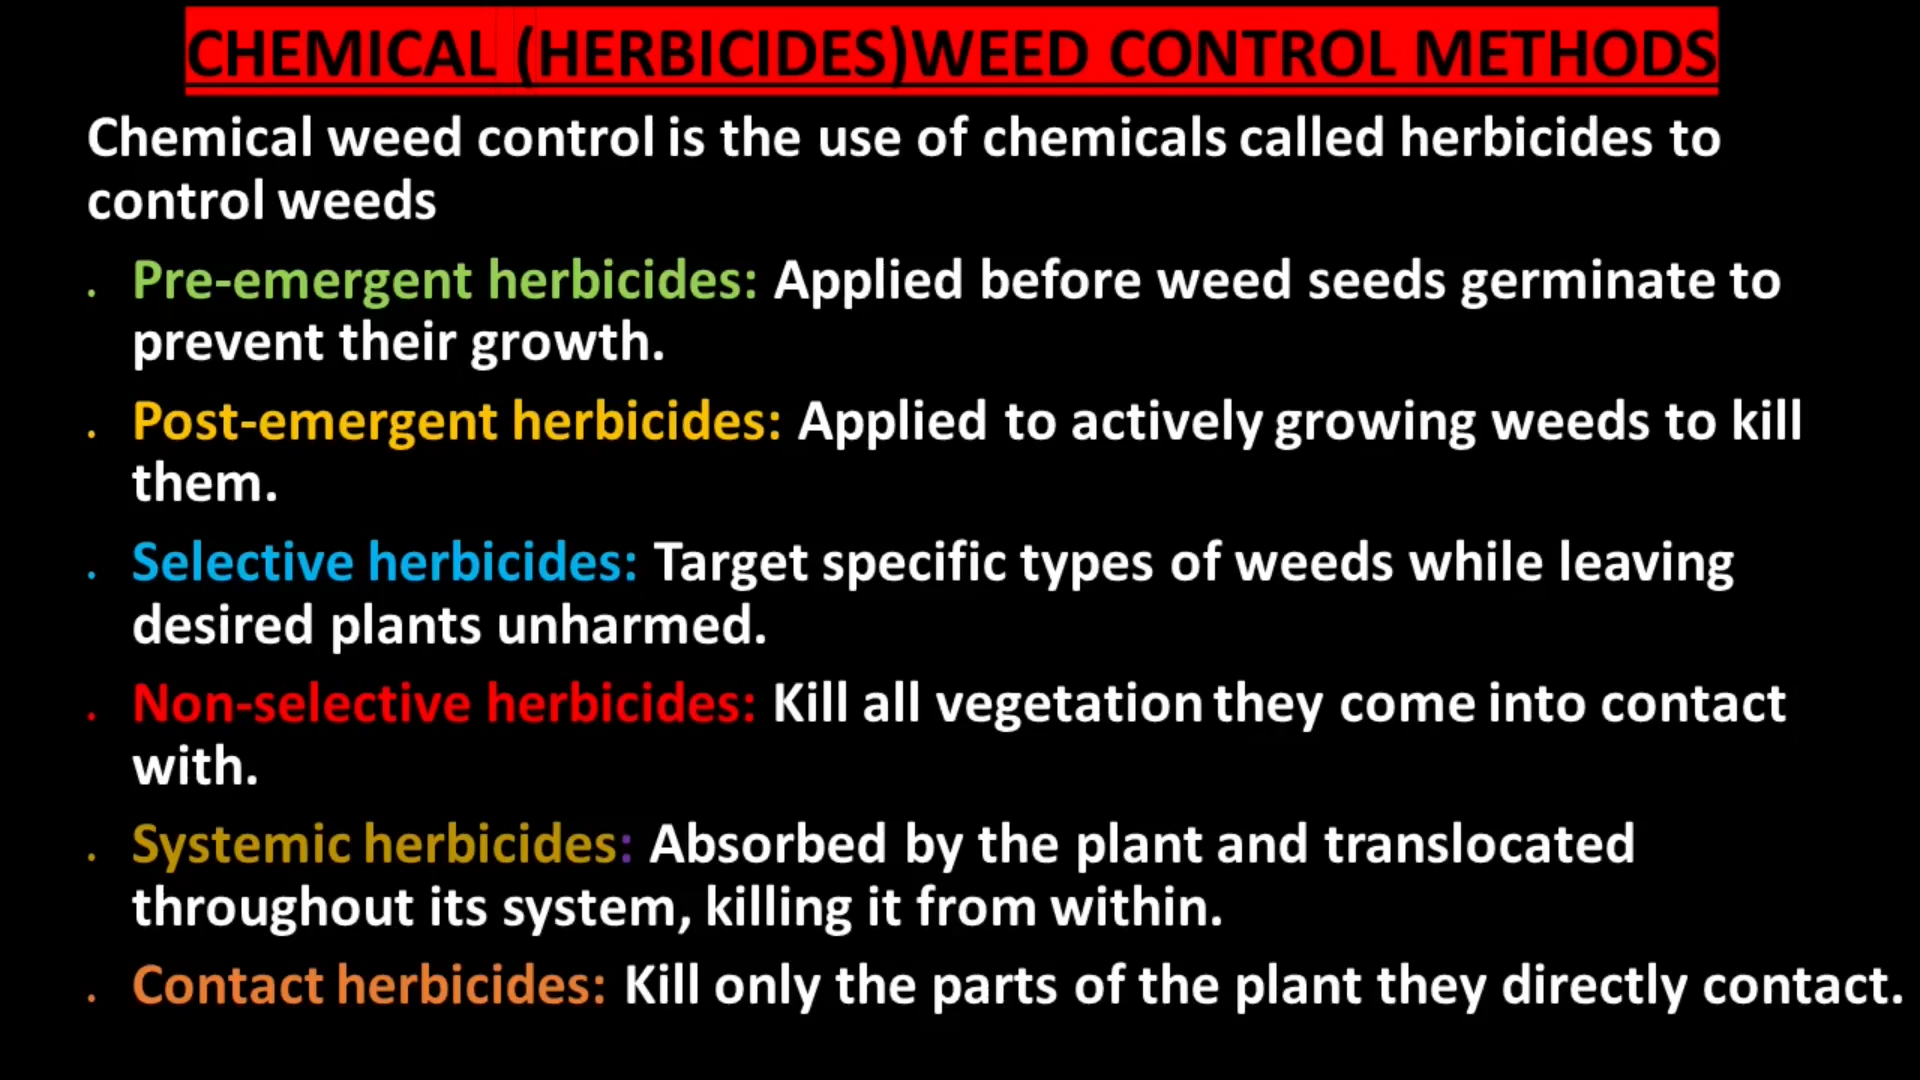 CHEMICAL (HERBICIDES)WEED CONTROL METHODS
Chemical weed control is the use of chemicals called herbicides to
control weeds
. Pre-emergent herbicides: Applied before weed seeds germinate to
prevent their growth.
. Post-emergent herbicides: Applied to actively growing weeds to kill
them.
. Selective herbicides: Target specific types of weeds while leaving
desired plants unharmed.
. Non-selective herbicides: Kill all vegetation they come into contact
with.
. Systemic herbicides: Absorbed by the plant and translocated
throughout its system, killing it from within.
. Contact herbicides: Kill only the parts of the plant they directly contact.